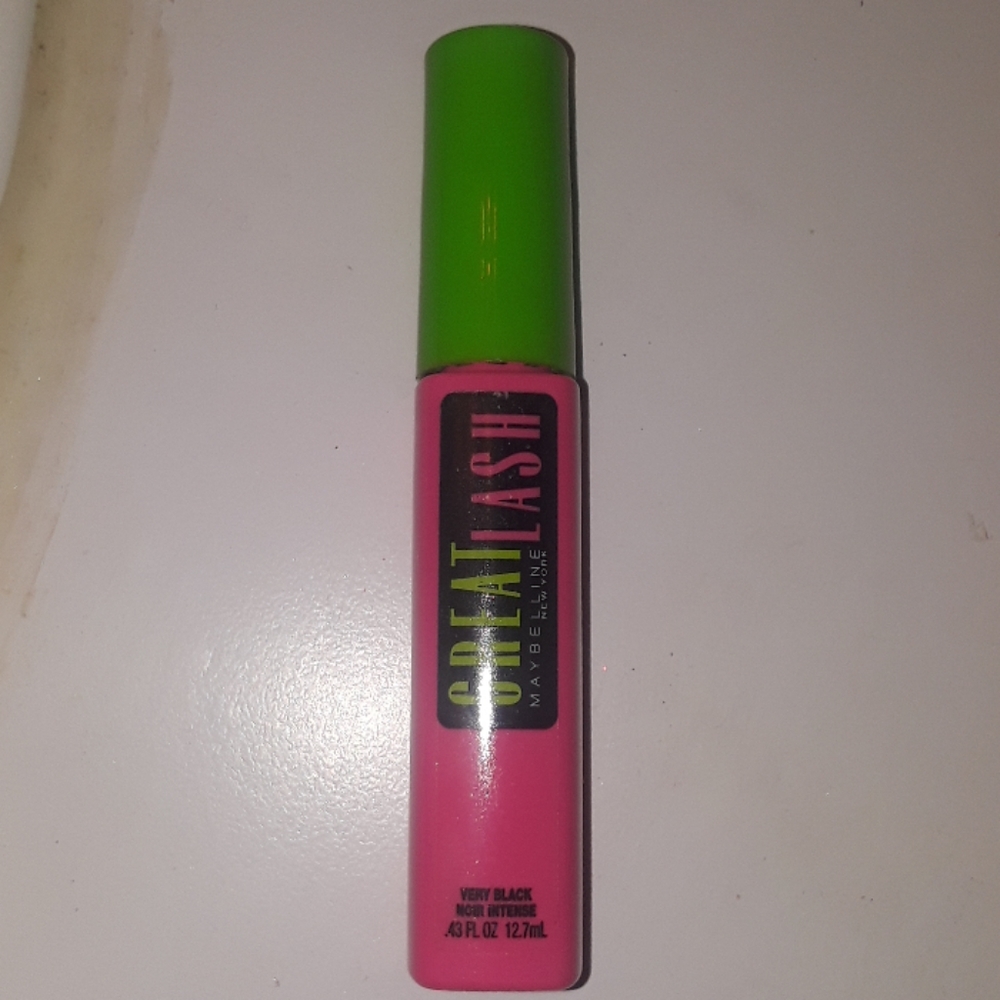 GREAT LASH
MAYBELLINE
NEW YORK
VERY BLACK
NOIR INTENSE
.43 FL OZ 12.7mL